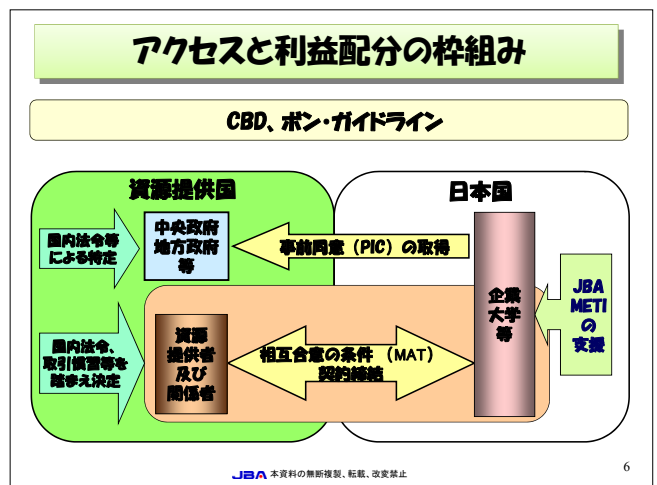 アクセスと利益配分の枠組み
CBD、ボン・ガイドライン
資源提供国
日本国
国内法令等
による特定
中央政府
地方政府
等
事前同意（PIC）の取得
企業
大学
等
JBA
METI
の
支援
国内法令、
取引慣習等を
踏まえ決定
資源
提供者
及び
関係者
相互合意の条件 （MAT）
契約締結
JBA 本資料の無断複製、転載、改変禁止
6